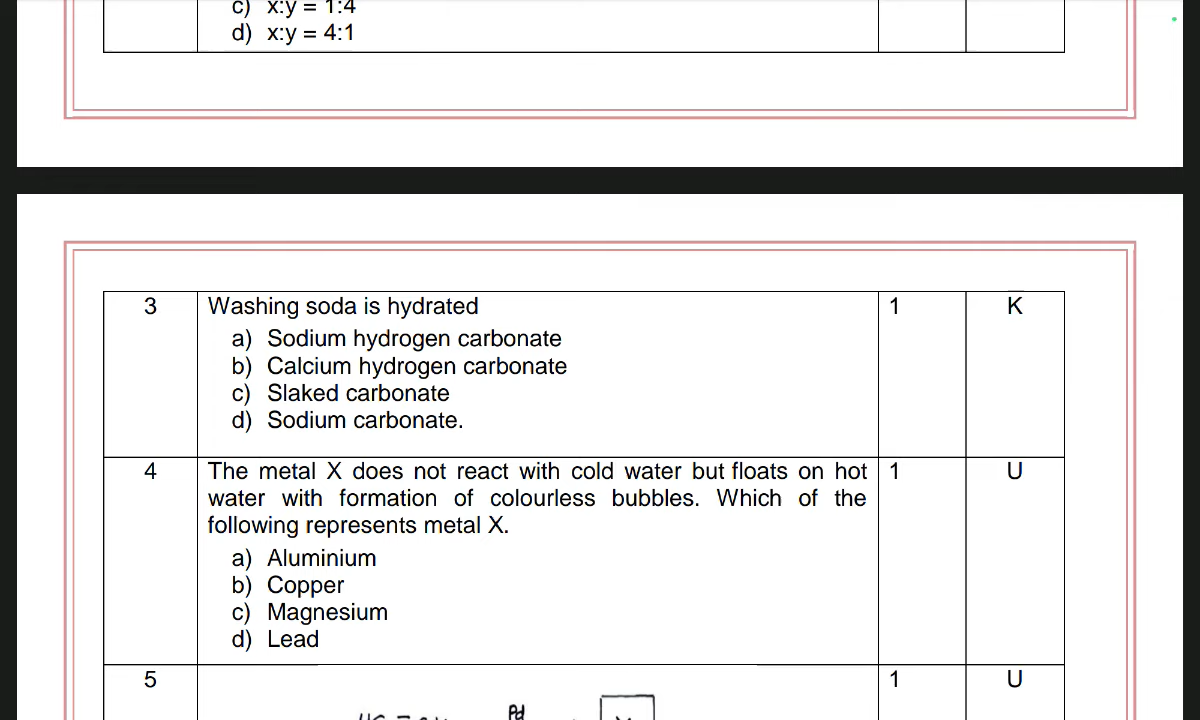 c) x:y = 1:4
d) x:y = 4:1
3 Washing soda is hydrated 1 K
a) Sodium hydrogen carbonate
b) Calcium hydrogen carbonate
c) Slaked carbonate
d) Sodium carbonate.
4 The metal X does not react with cold water but floats on hot 1 U
water with formation of colourless bubbles. Which of the
following represents metal X.
a) Aluminium
b) Copper
c) Magnesium
d) Lead
5 1 U
Pd